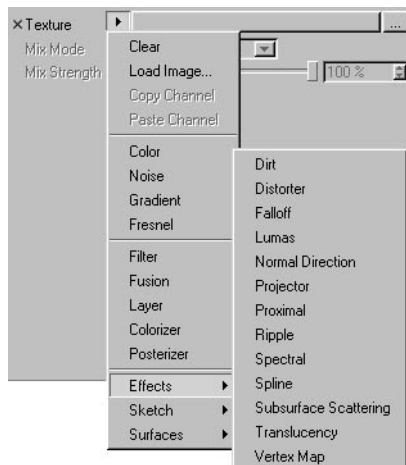 × Texture
...
Mix Mode
Mix Strength
100 %
Clear
Load Image...
Copy Channel
Paste Channel
Color
Noise
Gradient
Fresnel
Filter
Fusion
Layer
Colorizer
Posterizer
Effects
Sketch
Surfaces
Dirt
Distorter
Falloff
Lumas
Normal Direction
Projector
Proximal
Ripple
Spectral
Spline
Subsurface Scattering
Translucency
Vertex Map